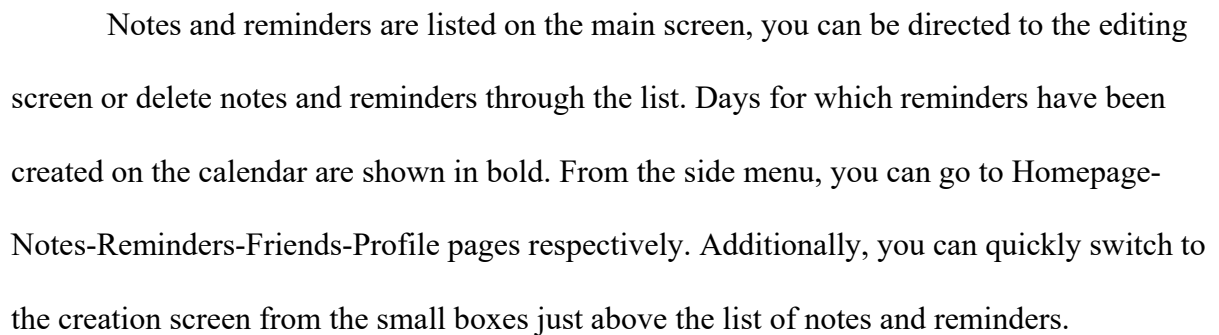 Notes and reminders are listed on the main screen, you can be directed to the editing
screen or delete notes and reminders through the list. Days for which reminders have been
created on the calendar are shown in bold. From the side menu, you can go to Homepage-
Notes-Reminders-Friends-Profile pages respectively. Additionally, you can quickly switch to
the creation screen from the small boxes just above the list of notes and reminders.